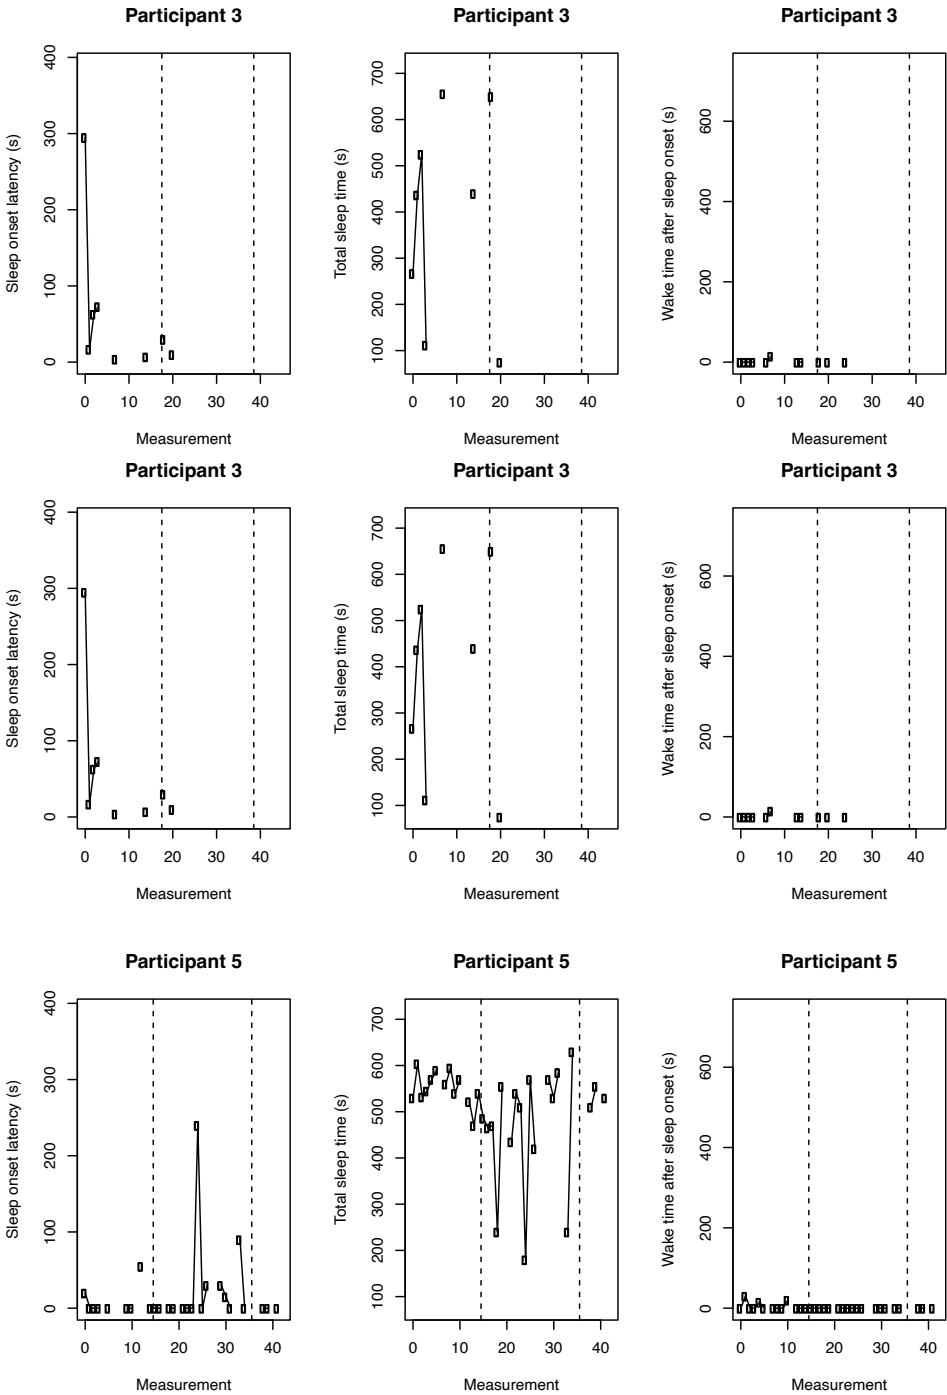 Participant 3 Participant 3 Participant 3
Sleep onset latency (s)
400
300
200
100
0
0 10 20 30 40
Measurement
Total sleep time (s)
700
600
500
400
300
200
100
0 10 20 30 40
Measurement
Wake time after sleep onset (s)
600
400
200
0
0 10 20 30 40
Measurement
Participant 3 Participant 3 Participant 3
Sleep onset latency (s)
400
300
200
100
0
0 10 20 30 40
Measurement
Total sleep time (s)
700
600
500
400
300
200
100
0 10 20 30 40
Measurement
Wake time after sleep onset (s)
600
400
200
0
0 10 20 30 40
Measurement
Participant 5 Participant 5 Participant 5
Sleep onset latency (s)
400
300
200
100
0
0 10 20 30 40
Measurement
Total sleep time (s)
700
600
500
400
300
200
100
0 10 20 30 40
Measurement
Wake time after sleep onset (s)
600
400
200
0
0 10 20 30 40
Measurement